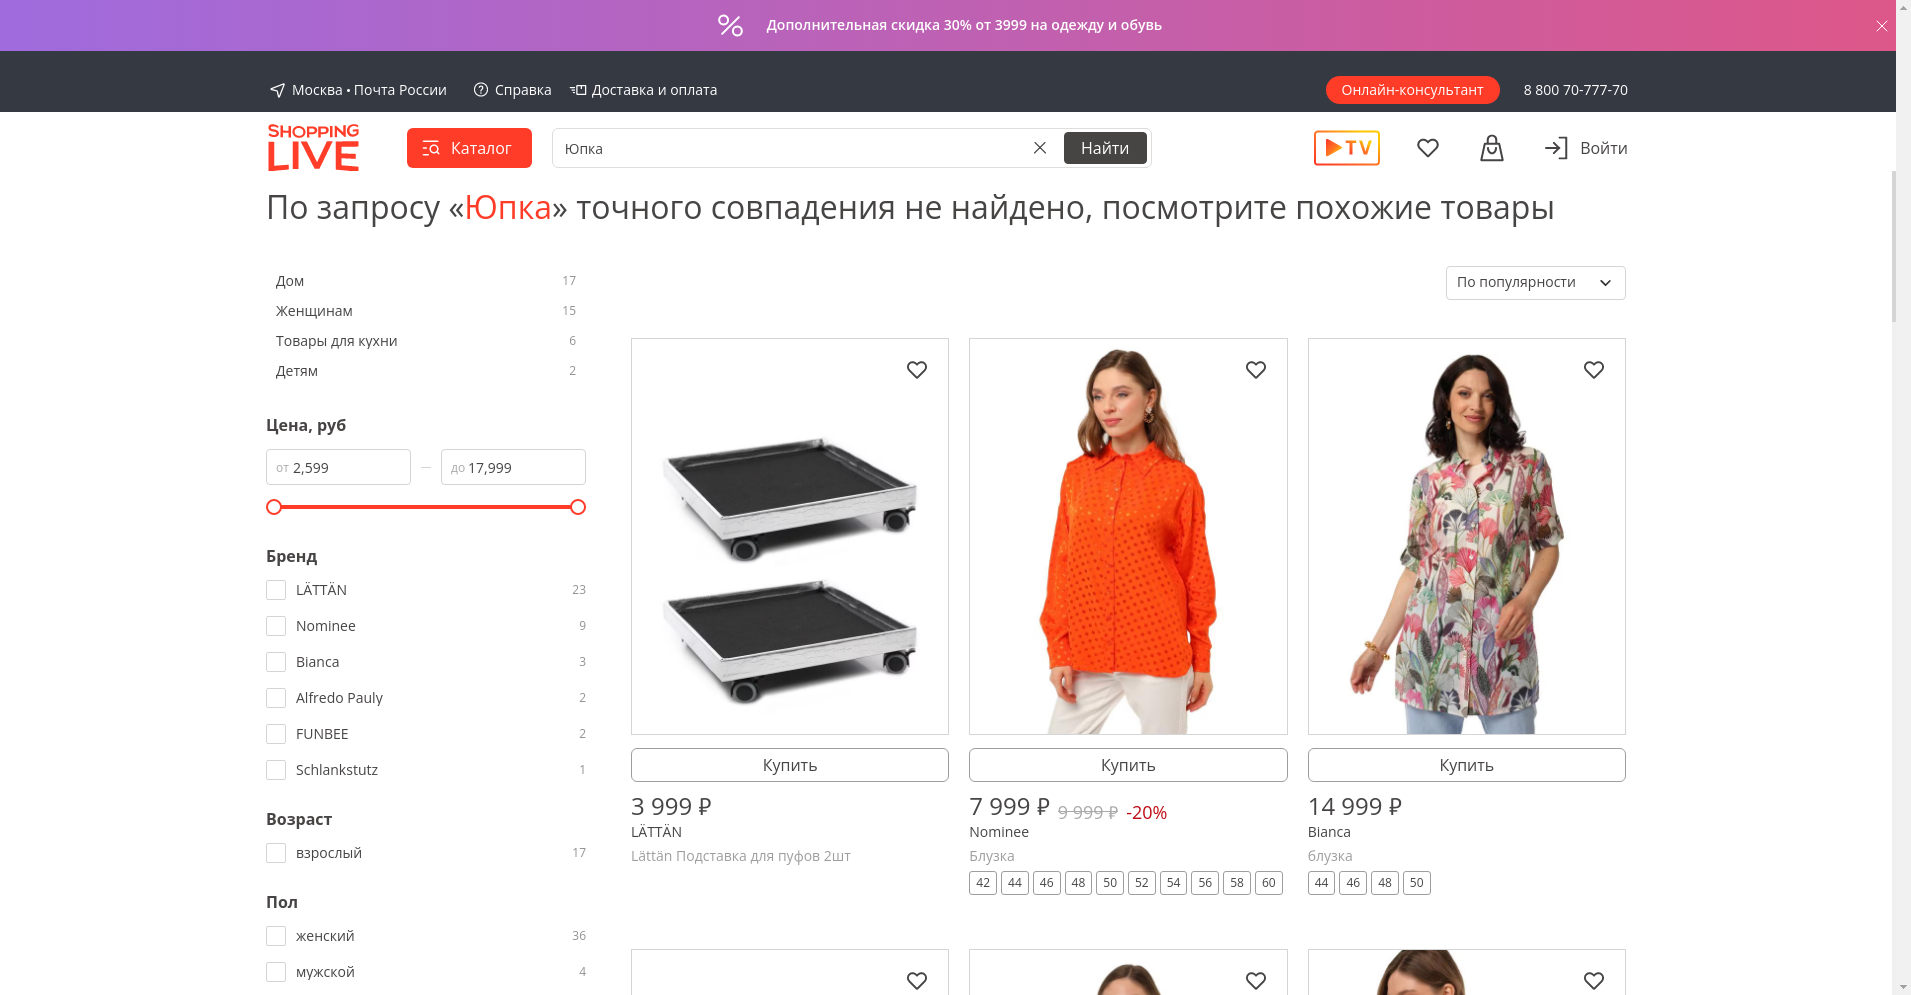 Дополнительная скидка 30% от 3999 на одежду и обувь
Москва • Почта России
Справка
Доставка и оплата
Онлайн-консультант
8 800 70-777-70
SHOPPING
LIVE
Каталог
Юпка
Найти
TV
Войти
По запросу «Юпка» точного совпадения не найдено, посмотрите похожие товары
Дом 17
Женщинам 15
Товары для кухни 6
Детям 2
Цена, руб
от 2,599 — до 17,999
Бренд
LÄTTÄN 23
Nominee 9
Bianca 3
Alfredo Pauly 2
FUNBEE 2
Schlankstutz 1
Возраст
взрослый 17
Пол
женский 36
мужской 4
По популярности
Купить
3 999 ₽
LÄTTÄN
Lättän Подставка для пуфов 2шт
Купить
7 999 ₽ 9 999 ₽ -20%
Nominee
Блузка
42 44 46 48 50 52 54 56 58 60
Купить
14 999 ₽
Bianca
блузка
44 46 48 50